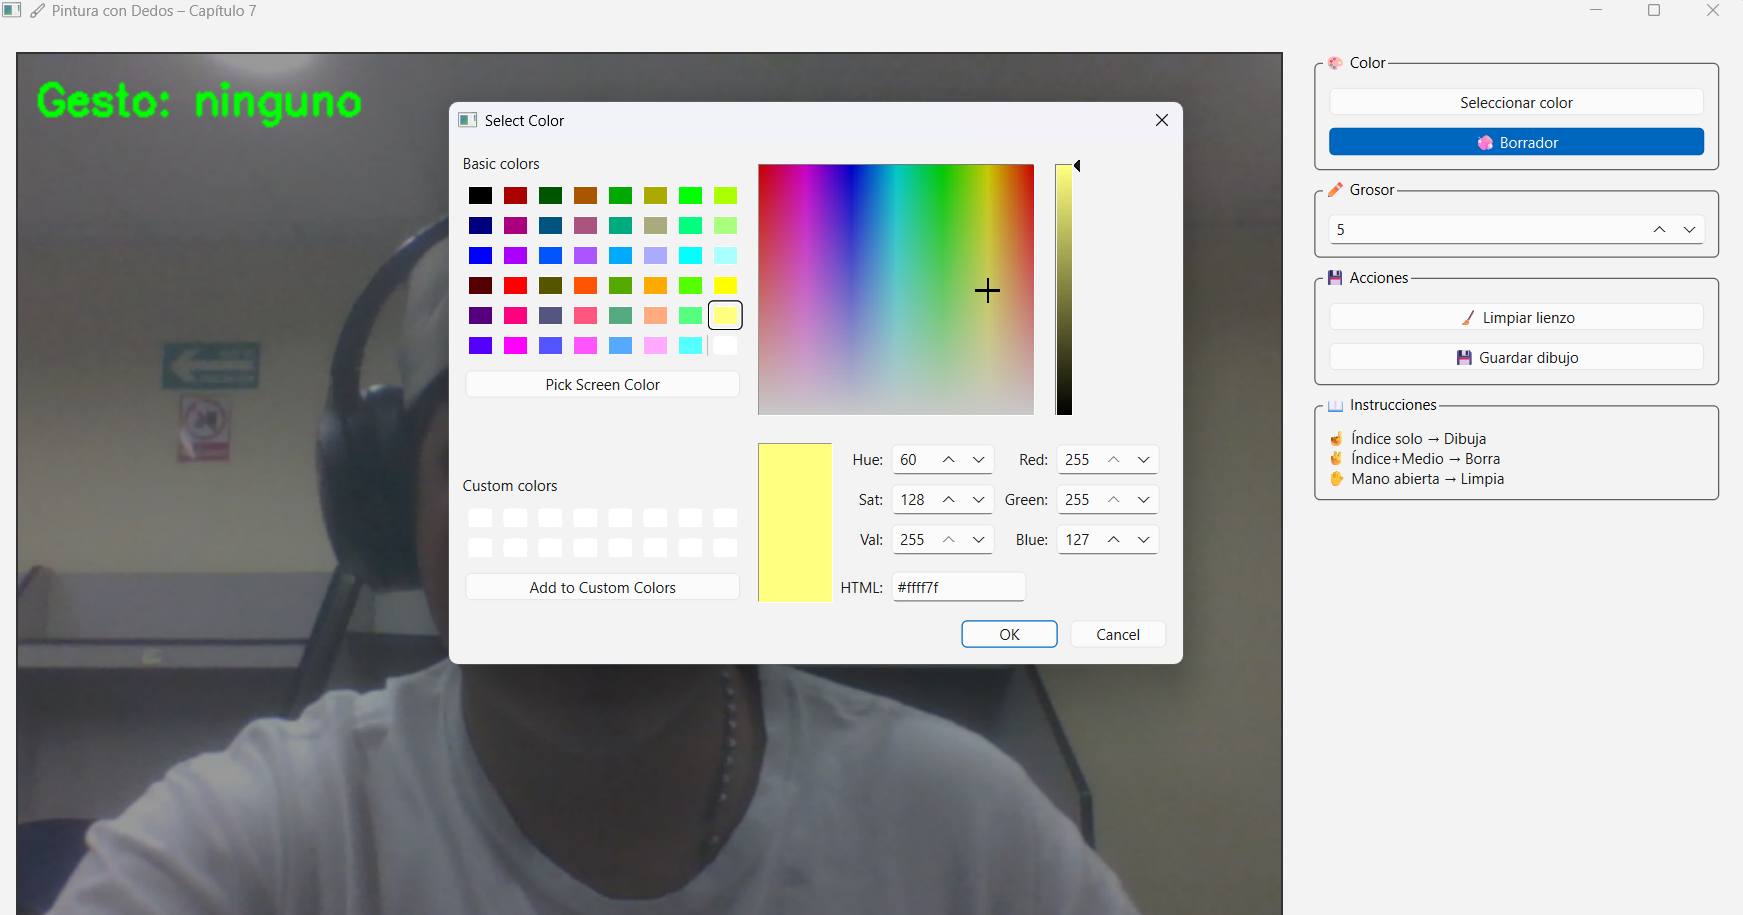 Pintura con Dedos – Capítulo 7
Gesto: ninguno
Select Color
Basic colors
Pick Screen Color
Custom colors
Add to Custom Colors
Hue: 60
Red: 255
Sat: 128
Green: 255
Val: 255
Blue: 127
HTML: #ffff7f
OK
Cancel
Color
Seleccionar color
Borrador
Grosor
5
Acciones
Limpiar lienzo
Guardar dibujo
Instrucciones
Índice solo → Dibuja
Índice+Medio → Borra
Mano abierta → Limpia